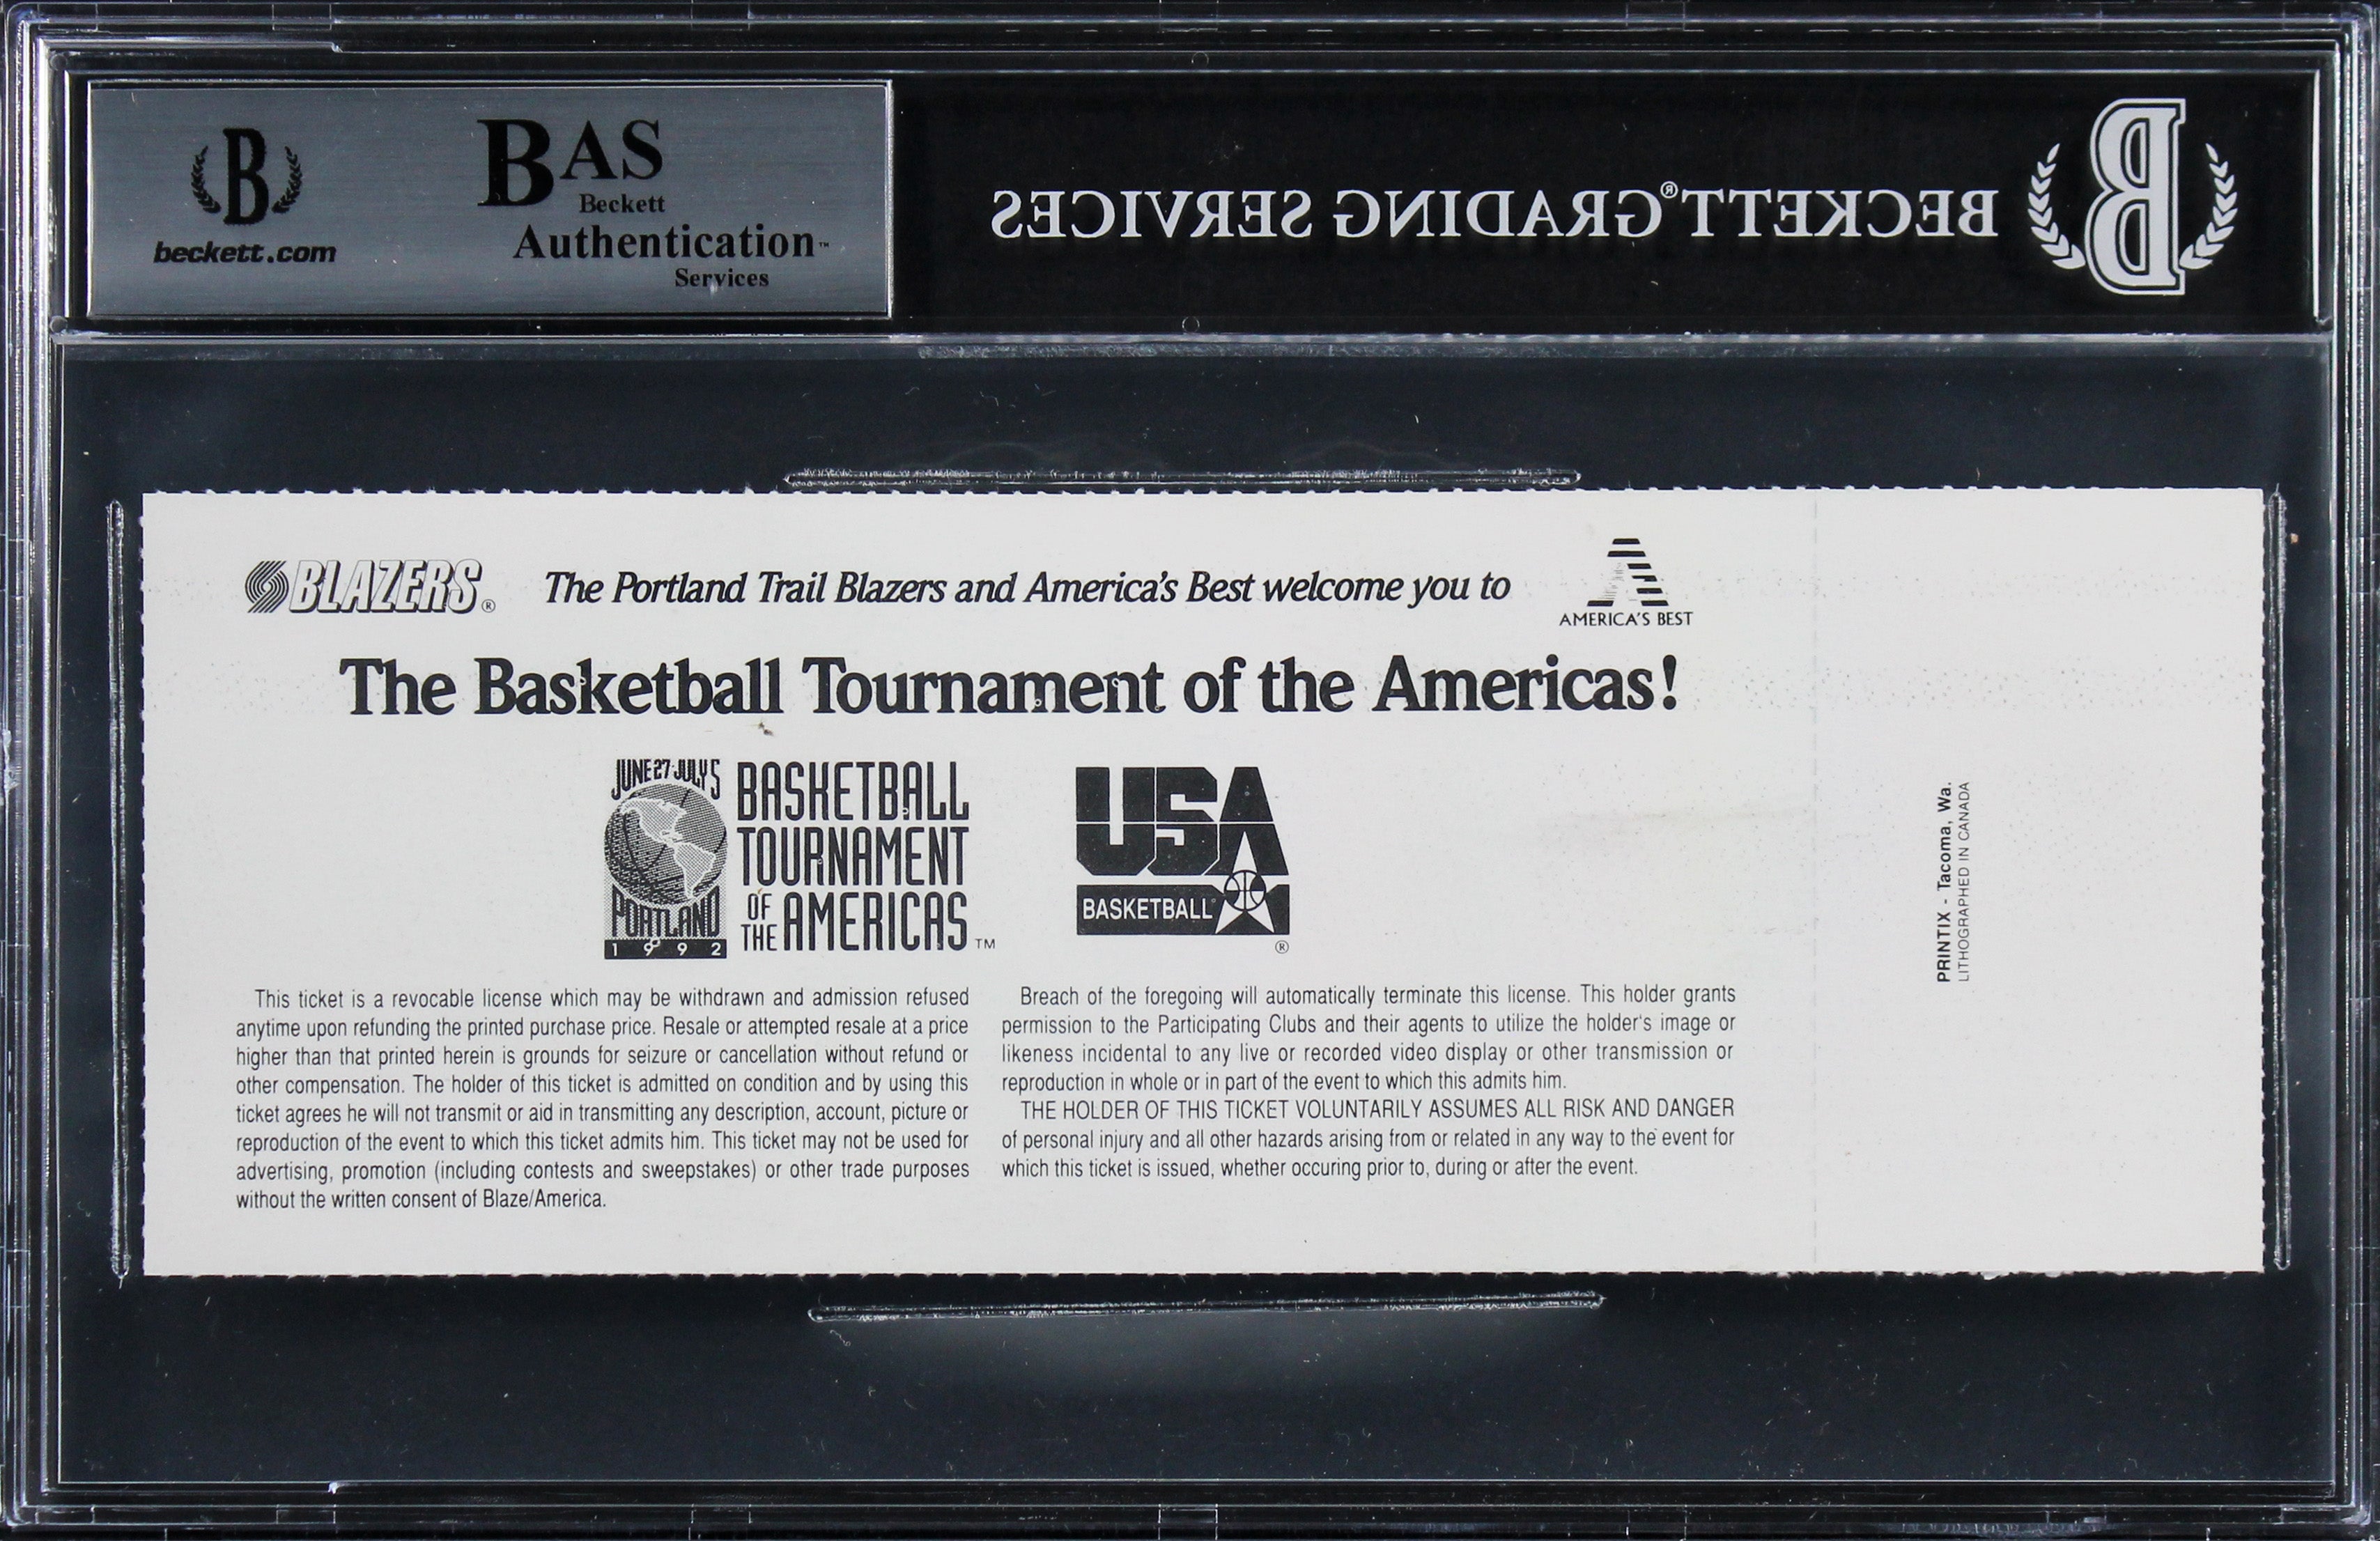 B
beckett.com
BAS
Beckett
Authentication™
Services
BECKETT® GRADING SERVICES
B
BLAZERS®
The Portland Trail Blazers and America's Best welcome you to
A
AMERICA'S BEST
The Basketball Tournament of the Americas!
JUNE 27-JULY 5
PORTLAND
1992
BASKETBALL
TOURNAMENT
OF THE AMERICAS™
USA
BASKETBALL
®
This ticket is a revocable license which may be withdrawn and admission refused
anytime upon refunding the printed purchase price. Resale or attempted resale at a price
higher than that printed herein is grounds for seizure or cancellation without refund or
other compensation. The holder of this ticket is admitted on condition and by using this
ticket agrees he will not transmit or aid in transmitting any description, account, picture or
reproduction of the event to which this ticket admits him. This ticket may not be used for
advertising, promotion (including contests and sweepstakes) or other trade purposes
without the written consent of Blaze/America.
Breach of the foregoing will automatically terminate this license. This holder grants
permission to the Participating Clubs and their agents to utilize the holder's image or
likeness incidental to any live or recorded video display or other transmission or
reproduction in whole or in part of the event to which this admits him.
THE HOLDER OF THIS TICKET VOLUNTARILY ASSUMES ALL RISK AND DANGER
of personal injury and all other hazards arising from or related in any way to the event for
which this ticket is issued, whether occuring prior to, during or after the event.
PRINTIX - Tacoma, Wa.
LITHOGRAPHED IN CANADA